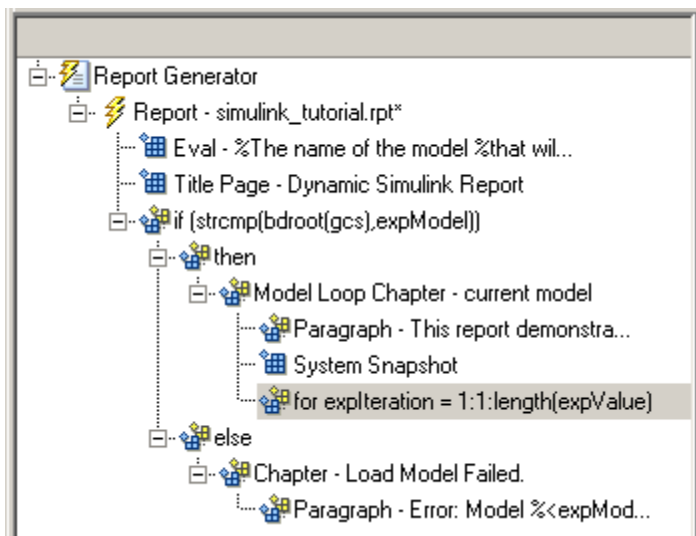 Report Generator
Report - simulink_tutorial.rpt*
Eval - %The name of the model %that wil...
Title Page - Dynamic Simulink Report
if (strcmp(bdroot(gcs),expModel))
then
Model Loop Chapter - current model
Paragraph - This report demonstra...
System Snapshot
for expIteration = 1:1:length(expValue)
else
Chapter - Load Model Failed.
Paragraph - Error: Model %<expMod...